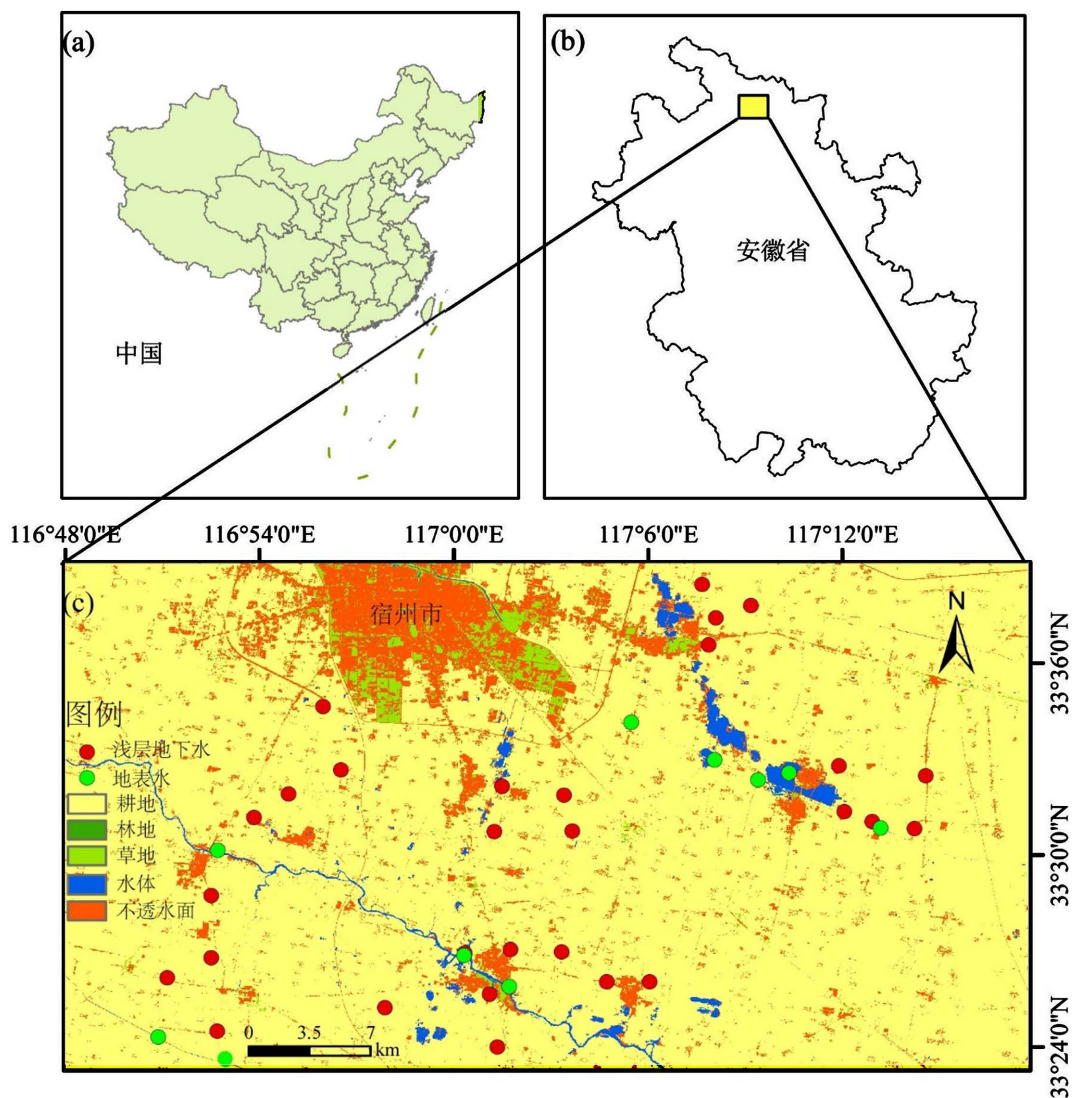 (a)
中国
(b)
安徽省
116°48'0"E
116°54'0"E
117°0'0"E
117°6'0"E
117°12'0"E
(c)
宿州市
N
33°36'0"N
33°30'0"N
33°24'0"N
图例
浅层地下水
地表水
耕地
林地
草地
水体
不透水面
0 3.5 7
km